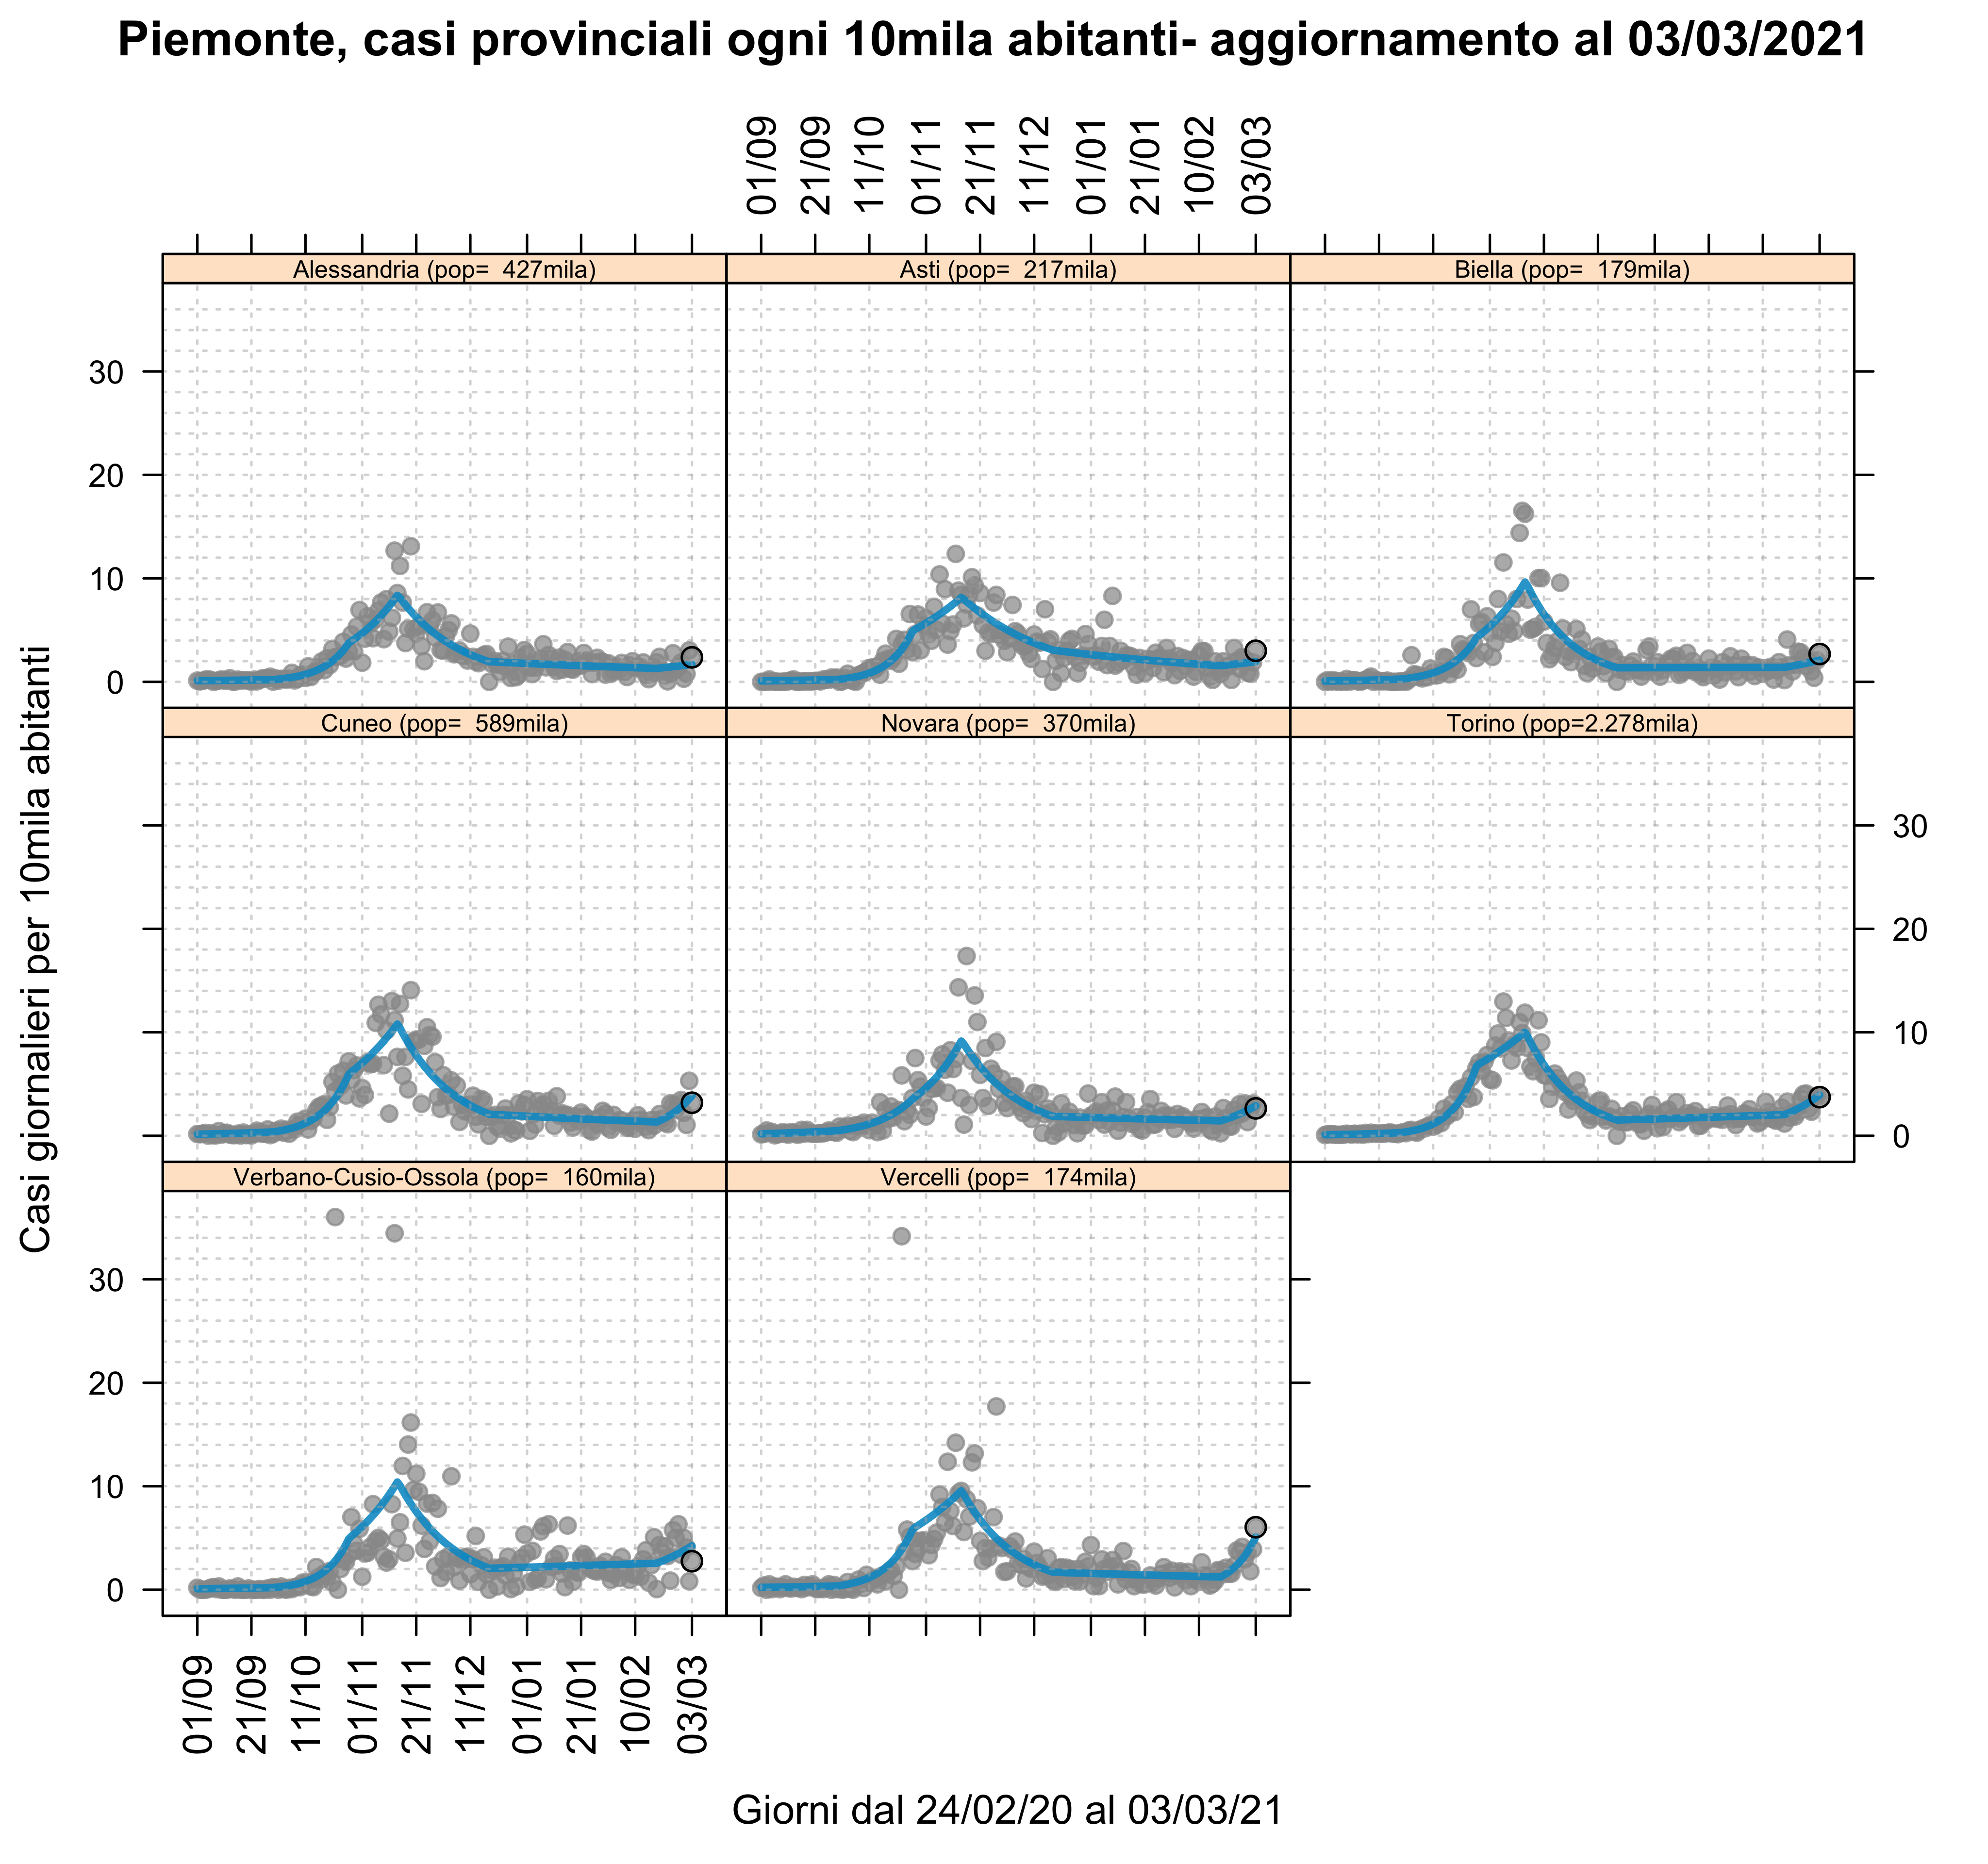 Piemonte, casi provinciali ogni 10mila abitanti- aggiornamento al 03/03/2021
01/09 21/09 11/10 01/11 21/11 11/12 01/01 21/01 10/02 03/03
Alessandria (pop= 427mila)
Asti (pop= 217mila)
Biella (pop= 179mila)
30
20
10
0
Cuneo (pop= 589mila)
Novara (pop= 370mila)
Torino (pop=2.278mila)
30
20
10
0
Casi giornalieri per 10mila abitanti
Verbano-Cusio-Ossola (pop= 160mila)
Vercelli (pop= 174mila)
30
20
10
0
01/09 21/09 11/10 01/11 21/11 11/12 01/01 21/01 10/02 03/03
Giorni dal 24/02/20 al 03/03/21